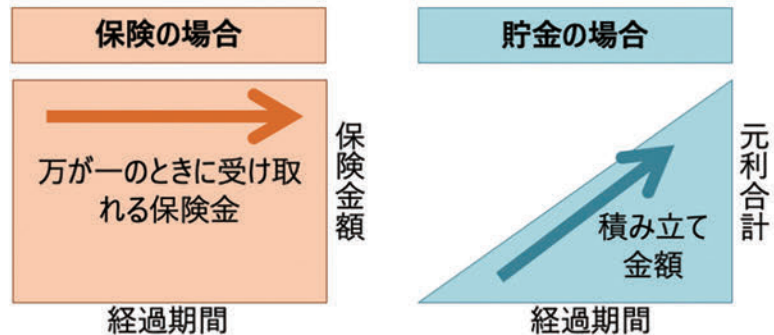 保険の場合
万が一のときに受け取
れる保険金
保険金額
経過期間
貯金の場合
積み立て
金額
元利合計
経過期間